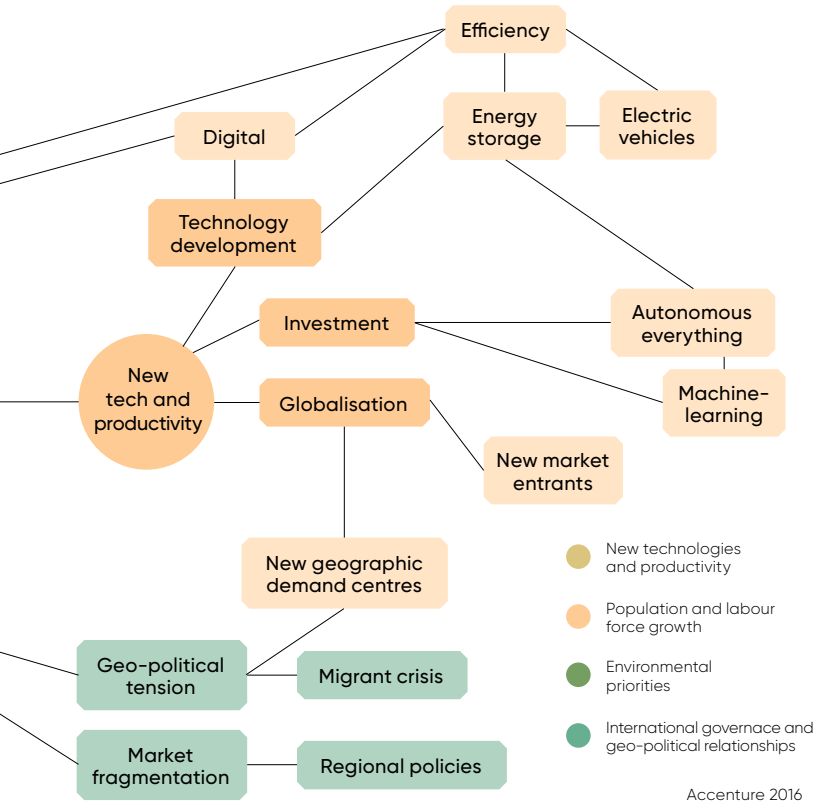 Efficiency
Digital
Energy
storage
Electric
vehicles
Technology
development
Investment
Autonomous
everything
New
tech and
productivity
Globalisation
Machine-
learning
New market
entrants
New geographic
demand centres
Geo-political
tension
Migrant crisis
Market
fragmentation
Regional policies
New technologies
and productivity
Population and labour
force growth
Environmental
priorities
International governace and
geo-political relationships
Accenture 2016